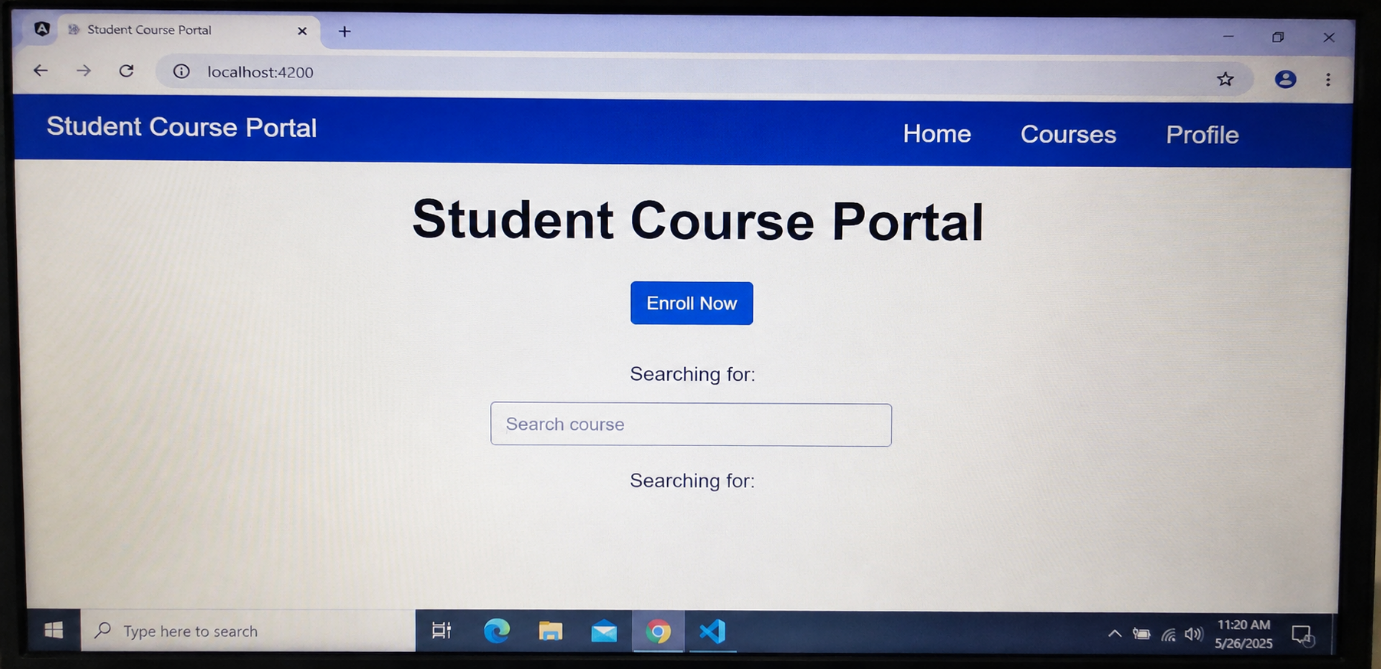 Student Course Portal
localhost:4200
Student Course Portal Home Courses Profile
Student Course Portal
Enroll Now
Searching for:
Search course
Searching for:
Type here to search
11:20 AM
5/26/2025